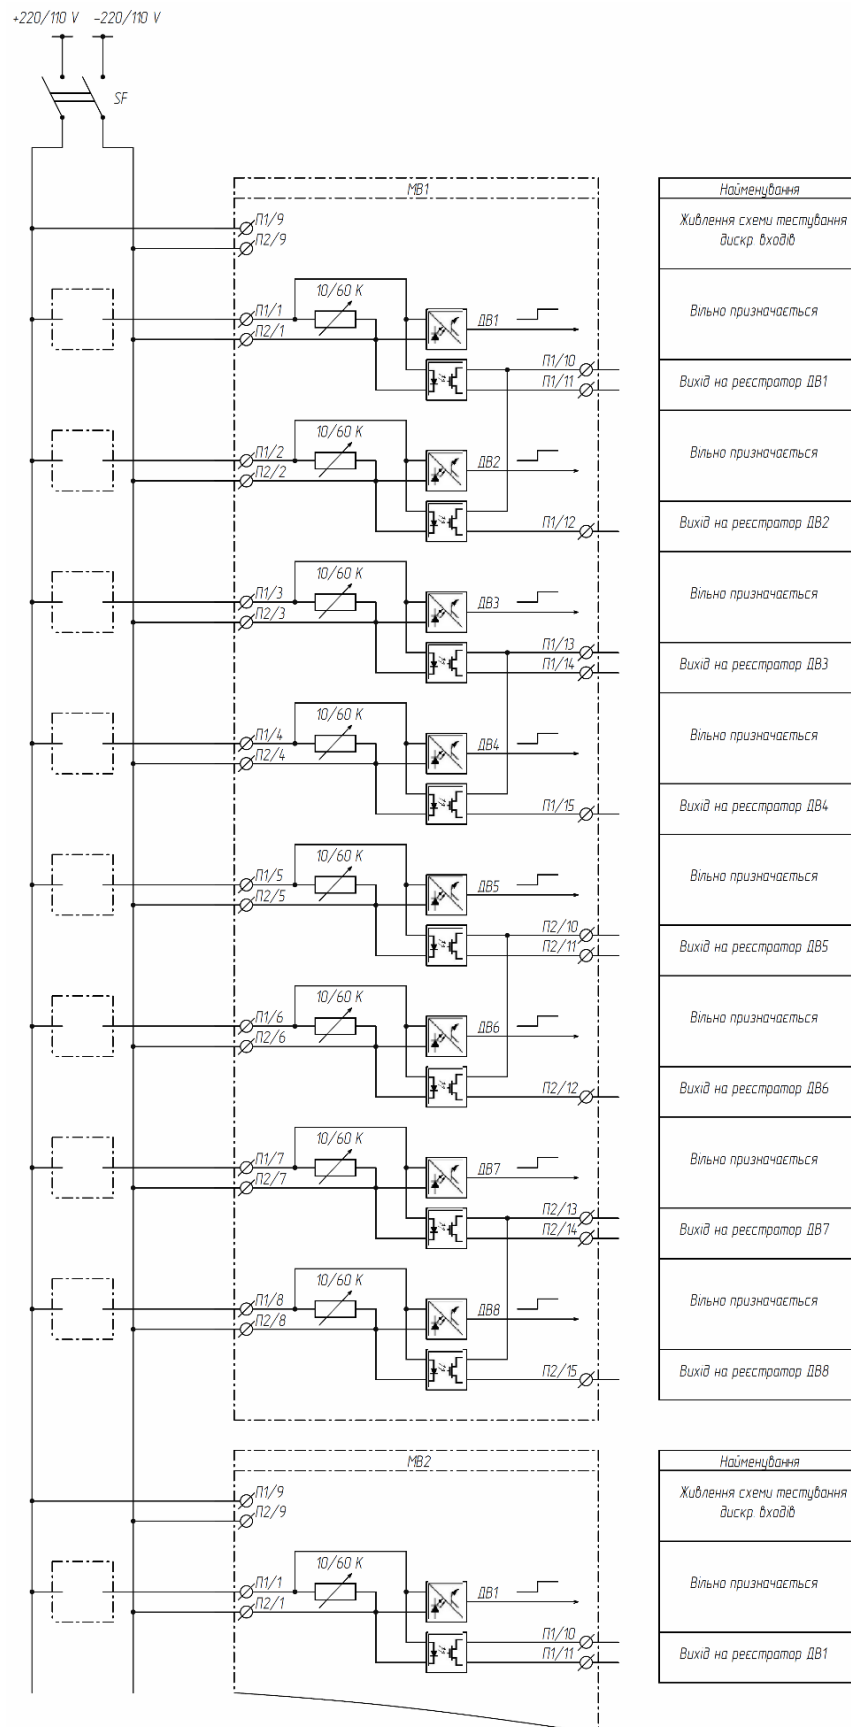 +220/110 V -220/110 V
SF
МВ1
Найменування
П1/9
П2/9
Живлення схеми тестування
дискр. входів
10/60 К
П1/1
П2/1
ДВ1
Вільно призначається
П1/10
П1/11
Вихід на реєстратор ДВ1
10/60 К
П1/2
П2/2
ДВ2
Вільно призначається
П1/12
Вихід на реєстратор ДВ2
10/60 К
П1/3
П2/3
ДВ3
Вільно призначається
П1/13
П1/14
Вихід на реєстратор ДВ3
10/60 К
П1/4
П2/4
ДВ4
Вільно призначається
П1/15
Вихід на реєстратор ДВ4
10/60 К
П1/5
П2/5
ДВ5
Вільно призначається
П2/10
П2/11
Вихід на реєстратор ДВ5
10/60 К
П1/6
П2/6
ДВ6
Вільно призначається
П2/12
Вихід на реєстратор ДВ6
10/60 К
П1/7
П2/7
ДВ7
Вільно призначається
П2/13
П2/14
Вихід на реєстратор ДВ7
10/60 К
П1/8
П2/8
ДВ8
Вільно призначається
П2/15
Вихід на реєстратор ДВ8
МВ2
Найменування
П1/9
П2/9
Живлення схеми тестування
дискр. входів
10/60 К
П1/1
П2/1
ДВ1
Вільно призначається
П1/10
П1/11
Вихід на реєстратор ДВ1